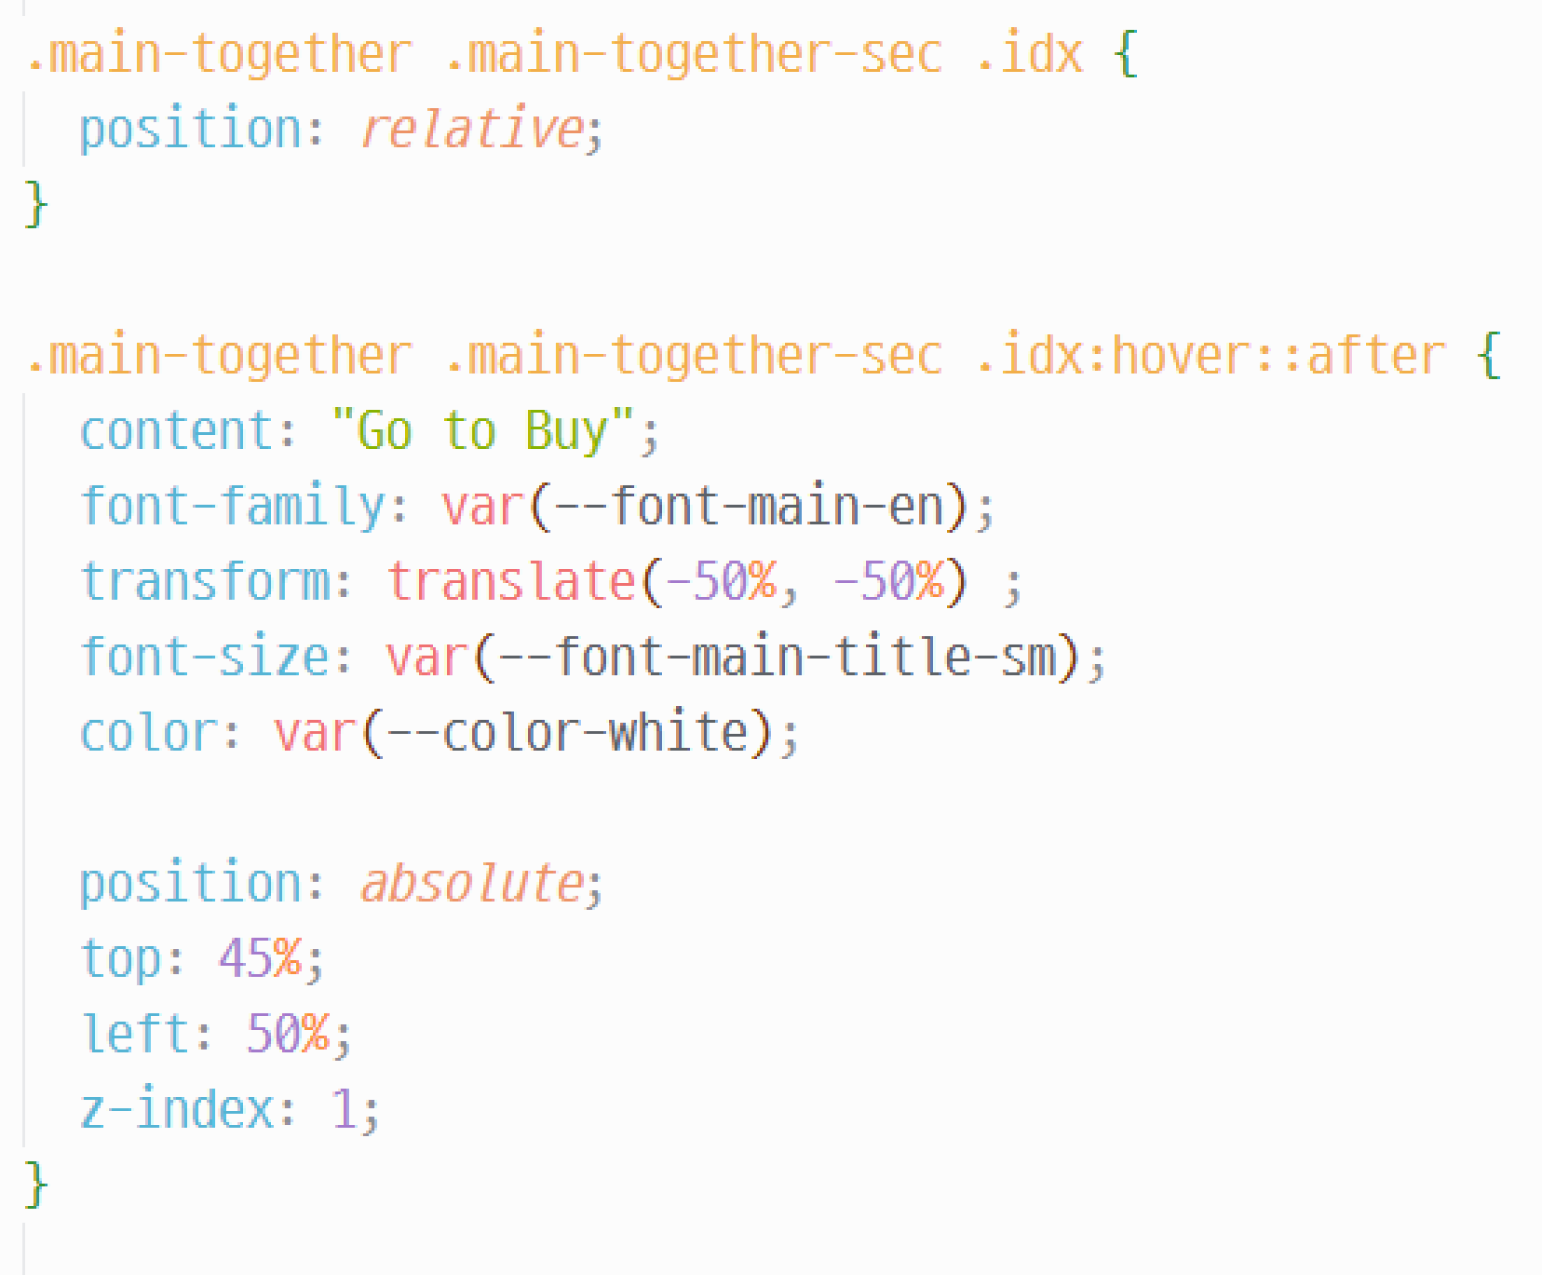 .main-together .main-together-sec .idx {
  position: relative;
}
.main-together .main-together-sec .idx:hover::after {
  content: "Go to Buy";
  font-family: var(--font-main-en);
  transform: translate(-50%, -50%) ;
  font-size: var(--font-main-title-sm);
  color: var(--color-white);
  position: absolute;
  top: 45%;
  left: 50%;
  z-index: 1;
}